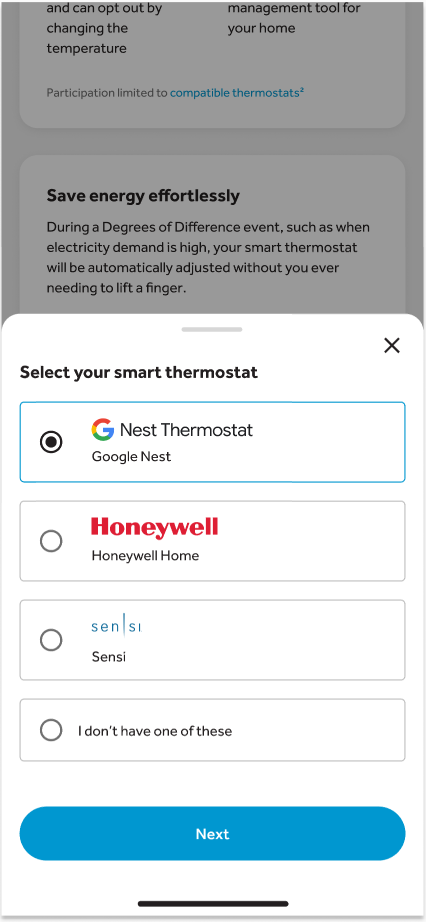 and can opt out by
changing the
temperature
management tool for
your home
Participation limited to compatible thermostats²
Save energy effortlessly
During a Degrees of Difference event, such as when
electricity demand is high, your smart thermostat
will be automatically adjusted without you ever
needing to lift a finger.
Select your smart thermostat
G Nest Thermostat
Google Nest
Honeywell
Honeywell Home
sensi
Sensi
I don't have one of these
Next